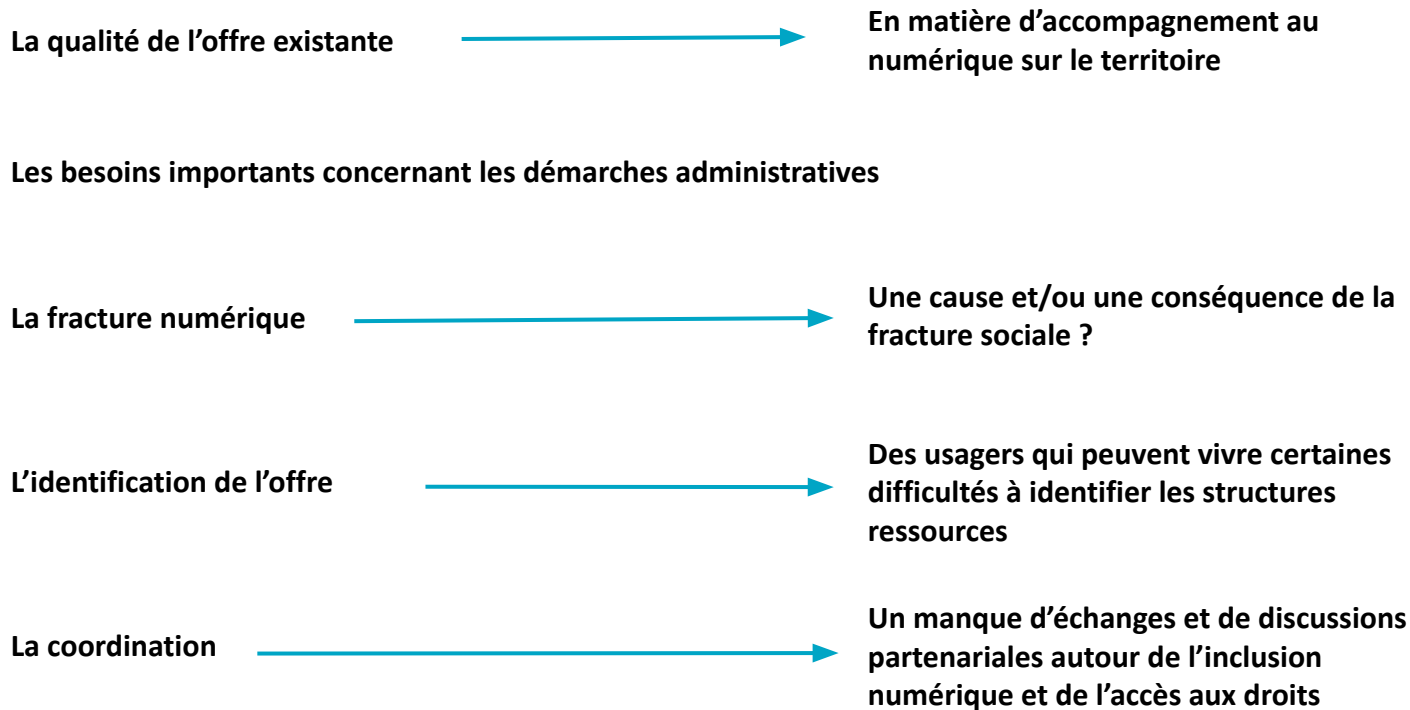 La qualité de l’offre existante
En matière d’accompagnement au
numérique sur le territoire
Les besoins importants concernant les démarches administratives
La fracture numérique
Une cause et/ou une conséquence de la
fracture sociale ?
L’identification de l’offre
Des usagers qui peuvent vivre certaines
difficultés à identifier les structures
ressources
La coordination
Un manque d’échanges et de discussions
partenariales autour de l’inclusion
numérique et de l’accès aux droits